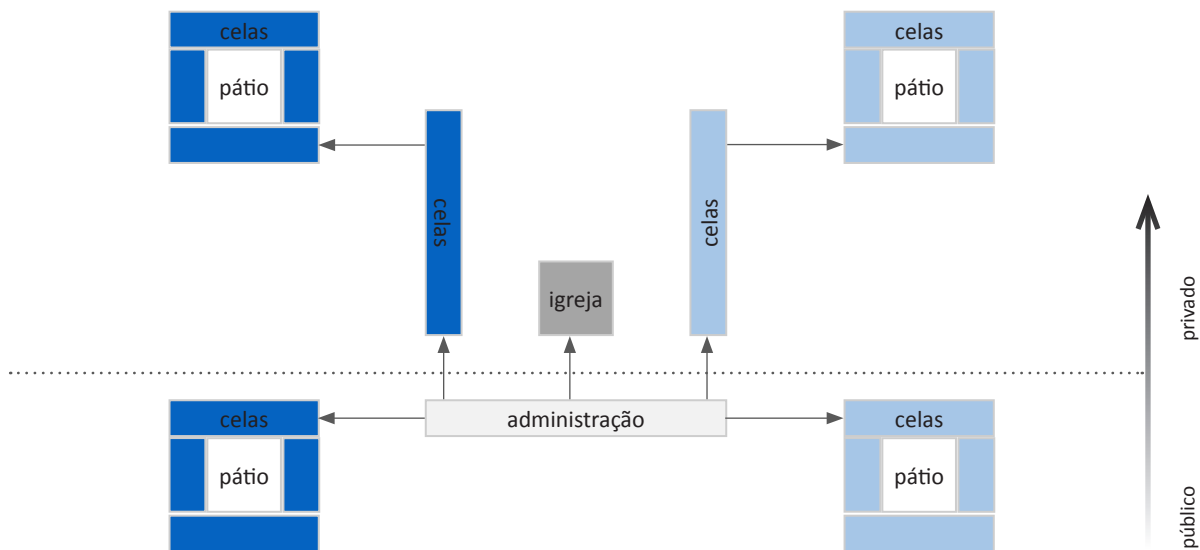 celas
celas
pátio
pátio
celas
celas
igreja
privado
celas
administração
celas
pátio
pátio
público